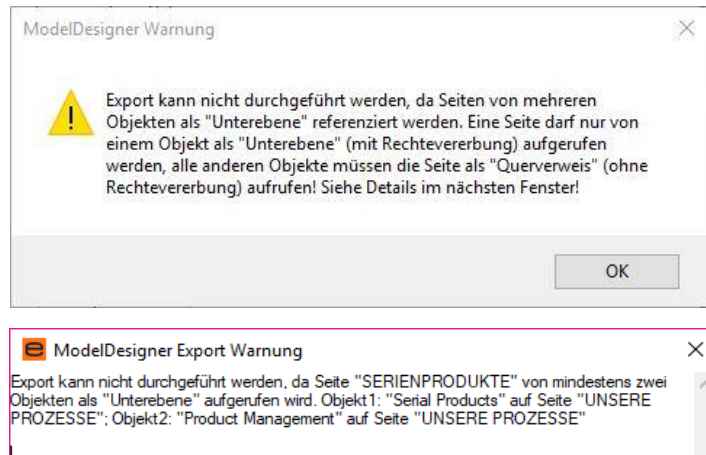 ModelDesigner Warnung
Export kann nicht durchgeführt werden, da Seiten von mehreren
Objekten als "Unterebene" referenziert werden. Eine Seite darf nur von
einem Objekt als "Unterebene" (mit Rechtevererbung) aufgerufen
werden, alle anderen Objekte müssen die Seite als "Querverweis" (ohne
Rechtevererbung) aufrufen! Siehe Details im nächsten Fenster!
OK
e ModelDesigner Export Warnung
Export kann nicht durchgeführt werden, da Seite "SERIENPRODUKTE" von mindestens zwei
Objekten als "Unterebene" aufgerufen wird. Objekt1: "Serial Products" auf Seite "UNSERE
PROZESSE"; Objekt2: "Product Management" auf Seite "UNSERE PROZESSE"